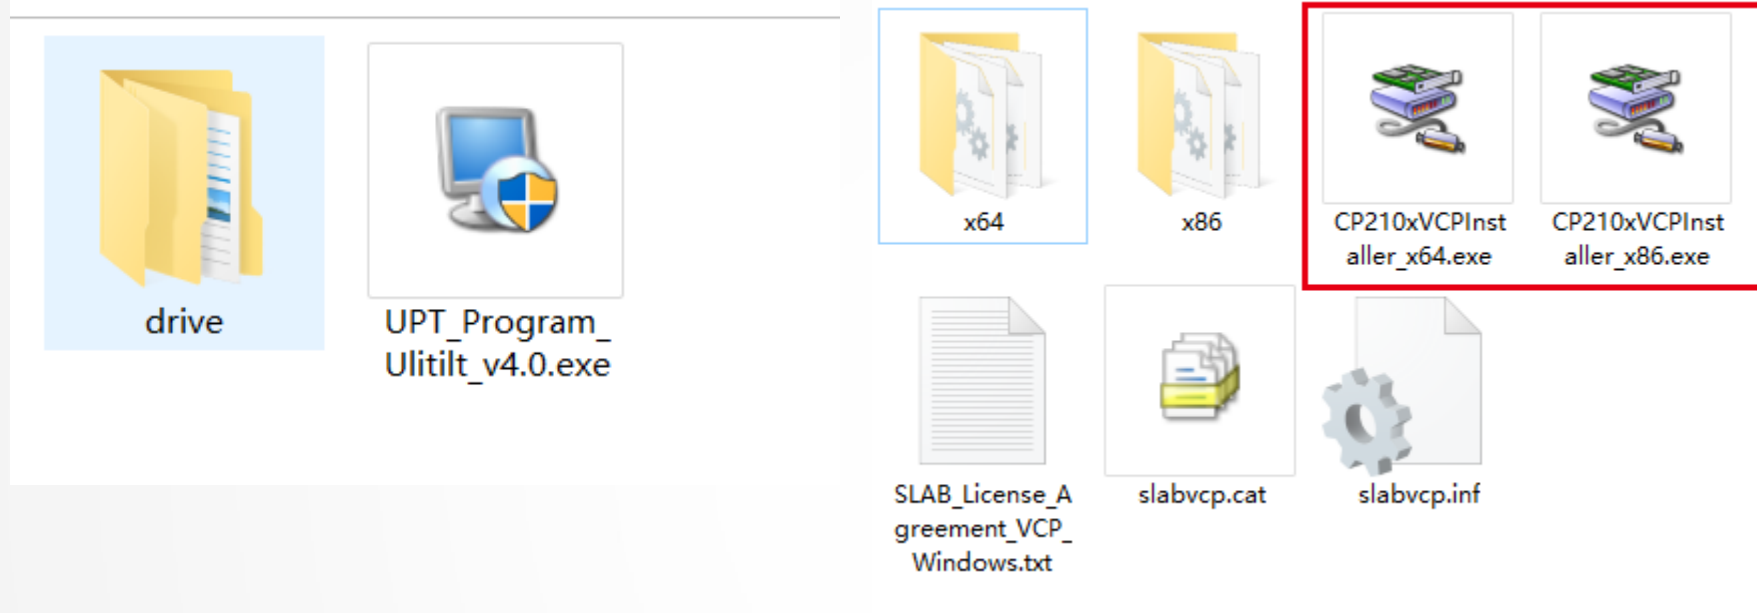 drive
UPT_Program_
Ulitilt_v4.0.exe
x64
x86
CP210xVCPInst
aller_x64.exe
CP210xVCPInst
aller_x86.exe
SLAB_License_A
greement_VCP_
Windows.txt
slabvcp.cat
slabvcp.inf